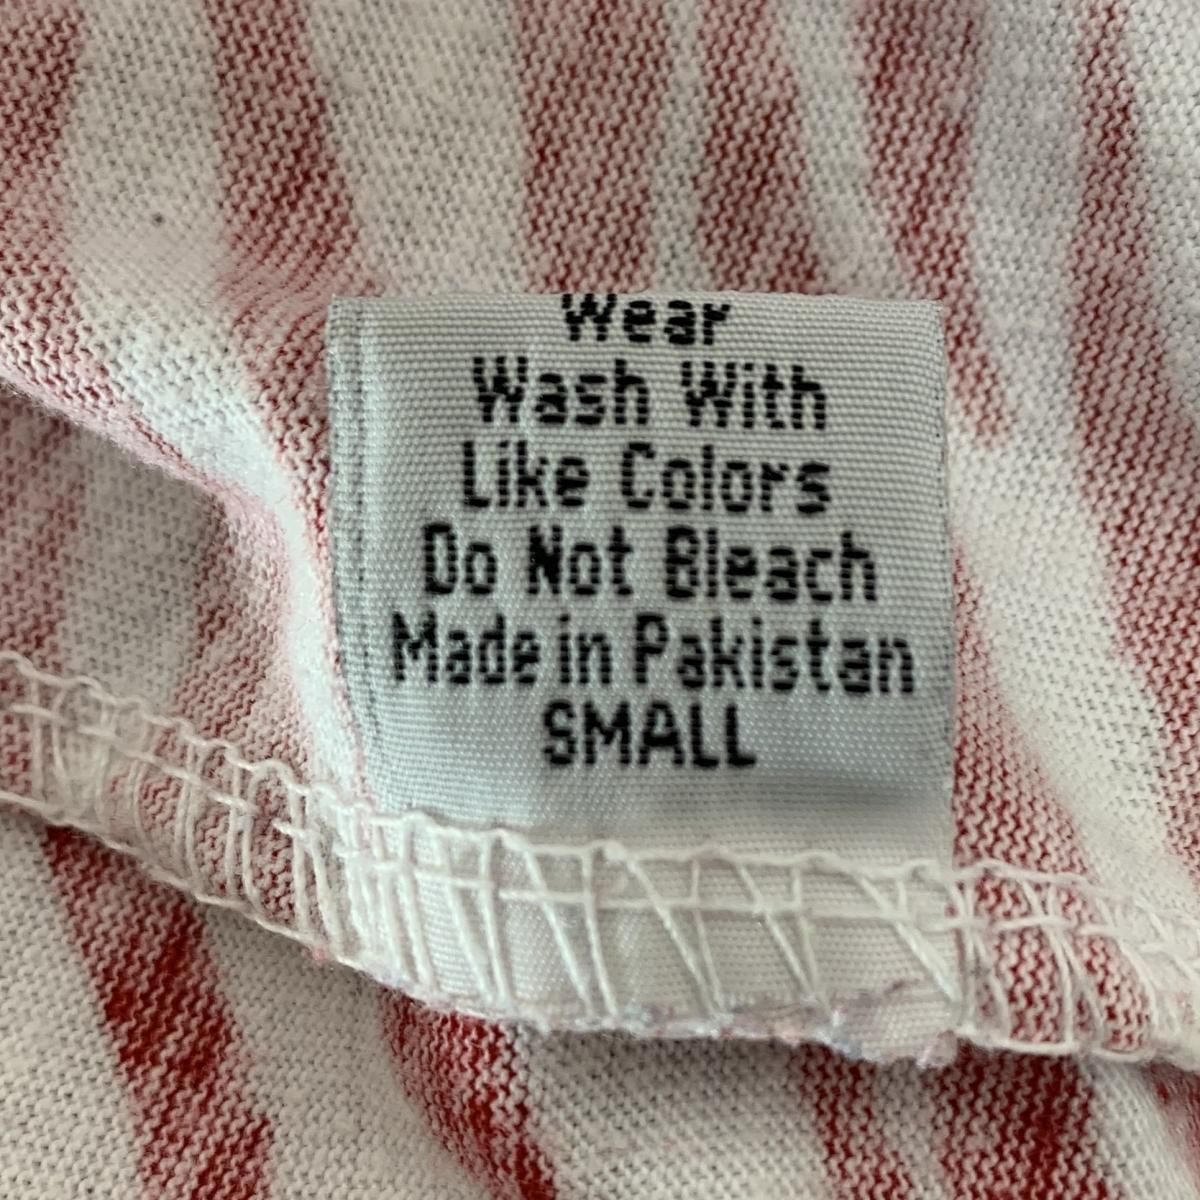 Wear
Wash With
Like Colors
Do Not Bleach
Made in Pakistan
SMALL